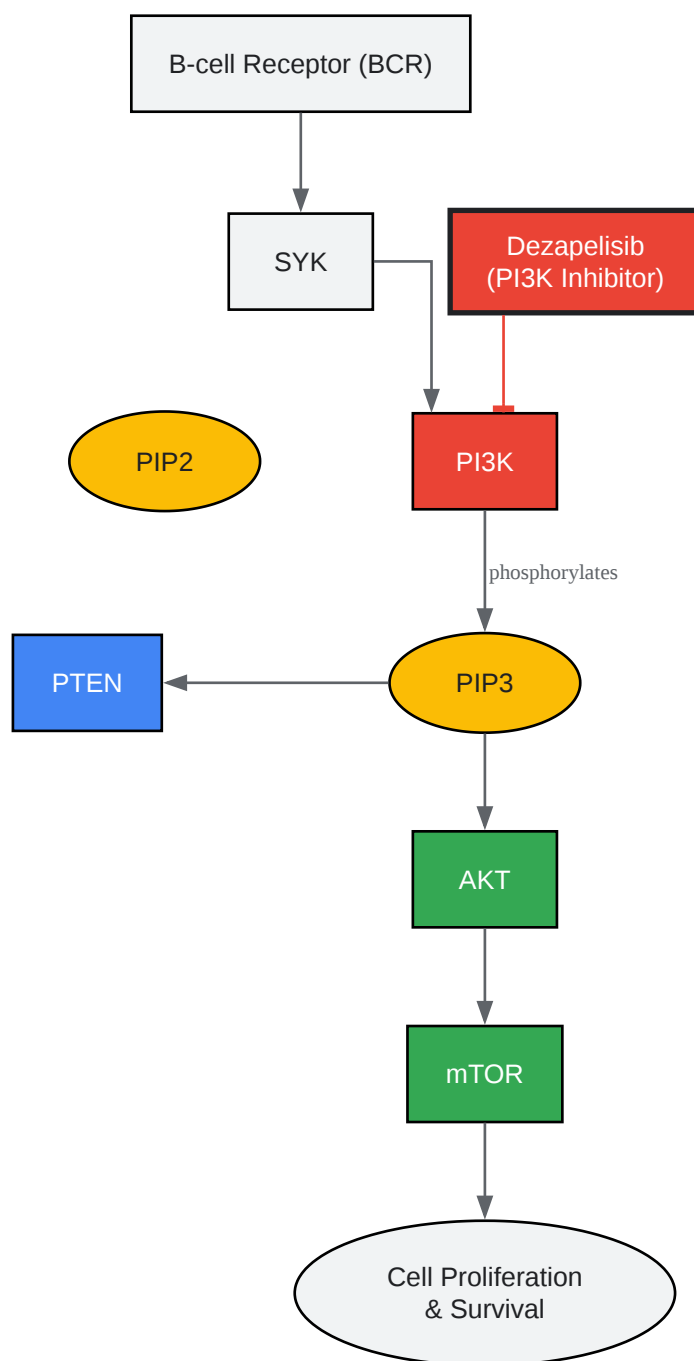 B-cell Receptor (BCR)
SYK
Dezapelisib
(PI3K Inhibitor)
PIP2
PI3K
phosphorylates
PTEN
PIP3
AKT
mTOR
Cell Proliferation
& Survival